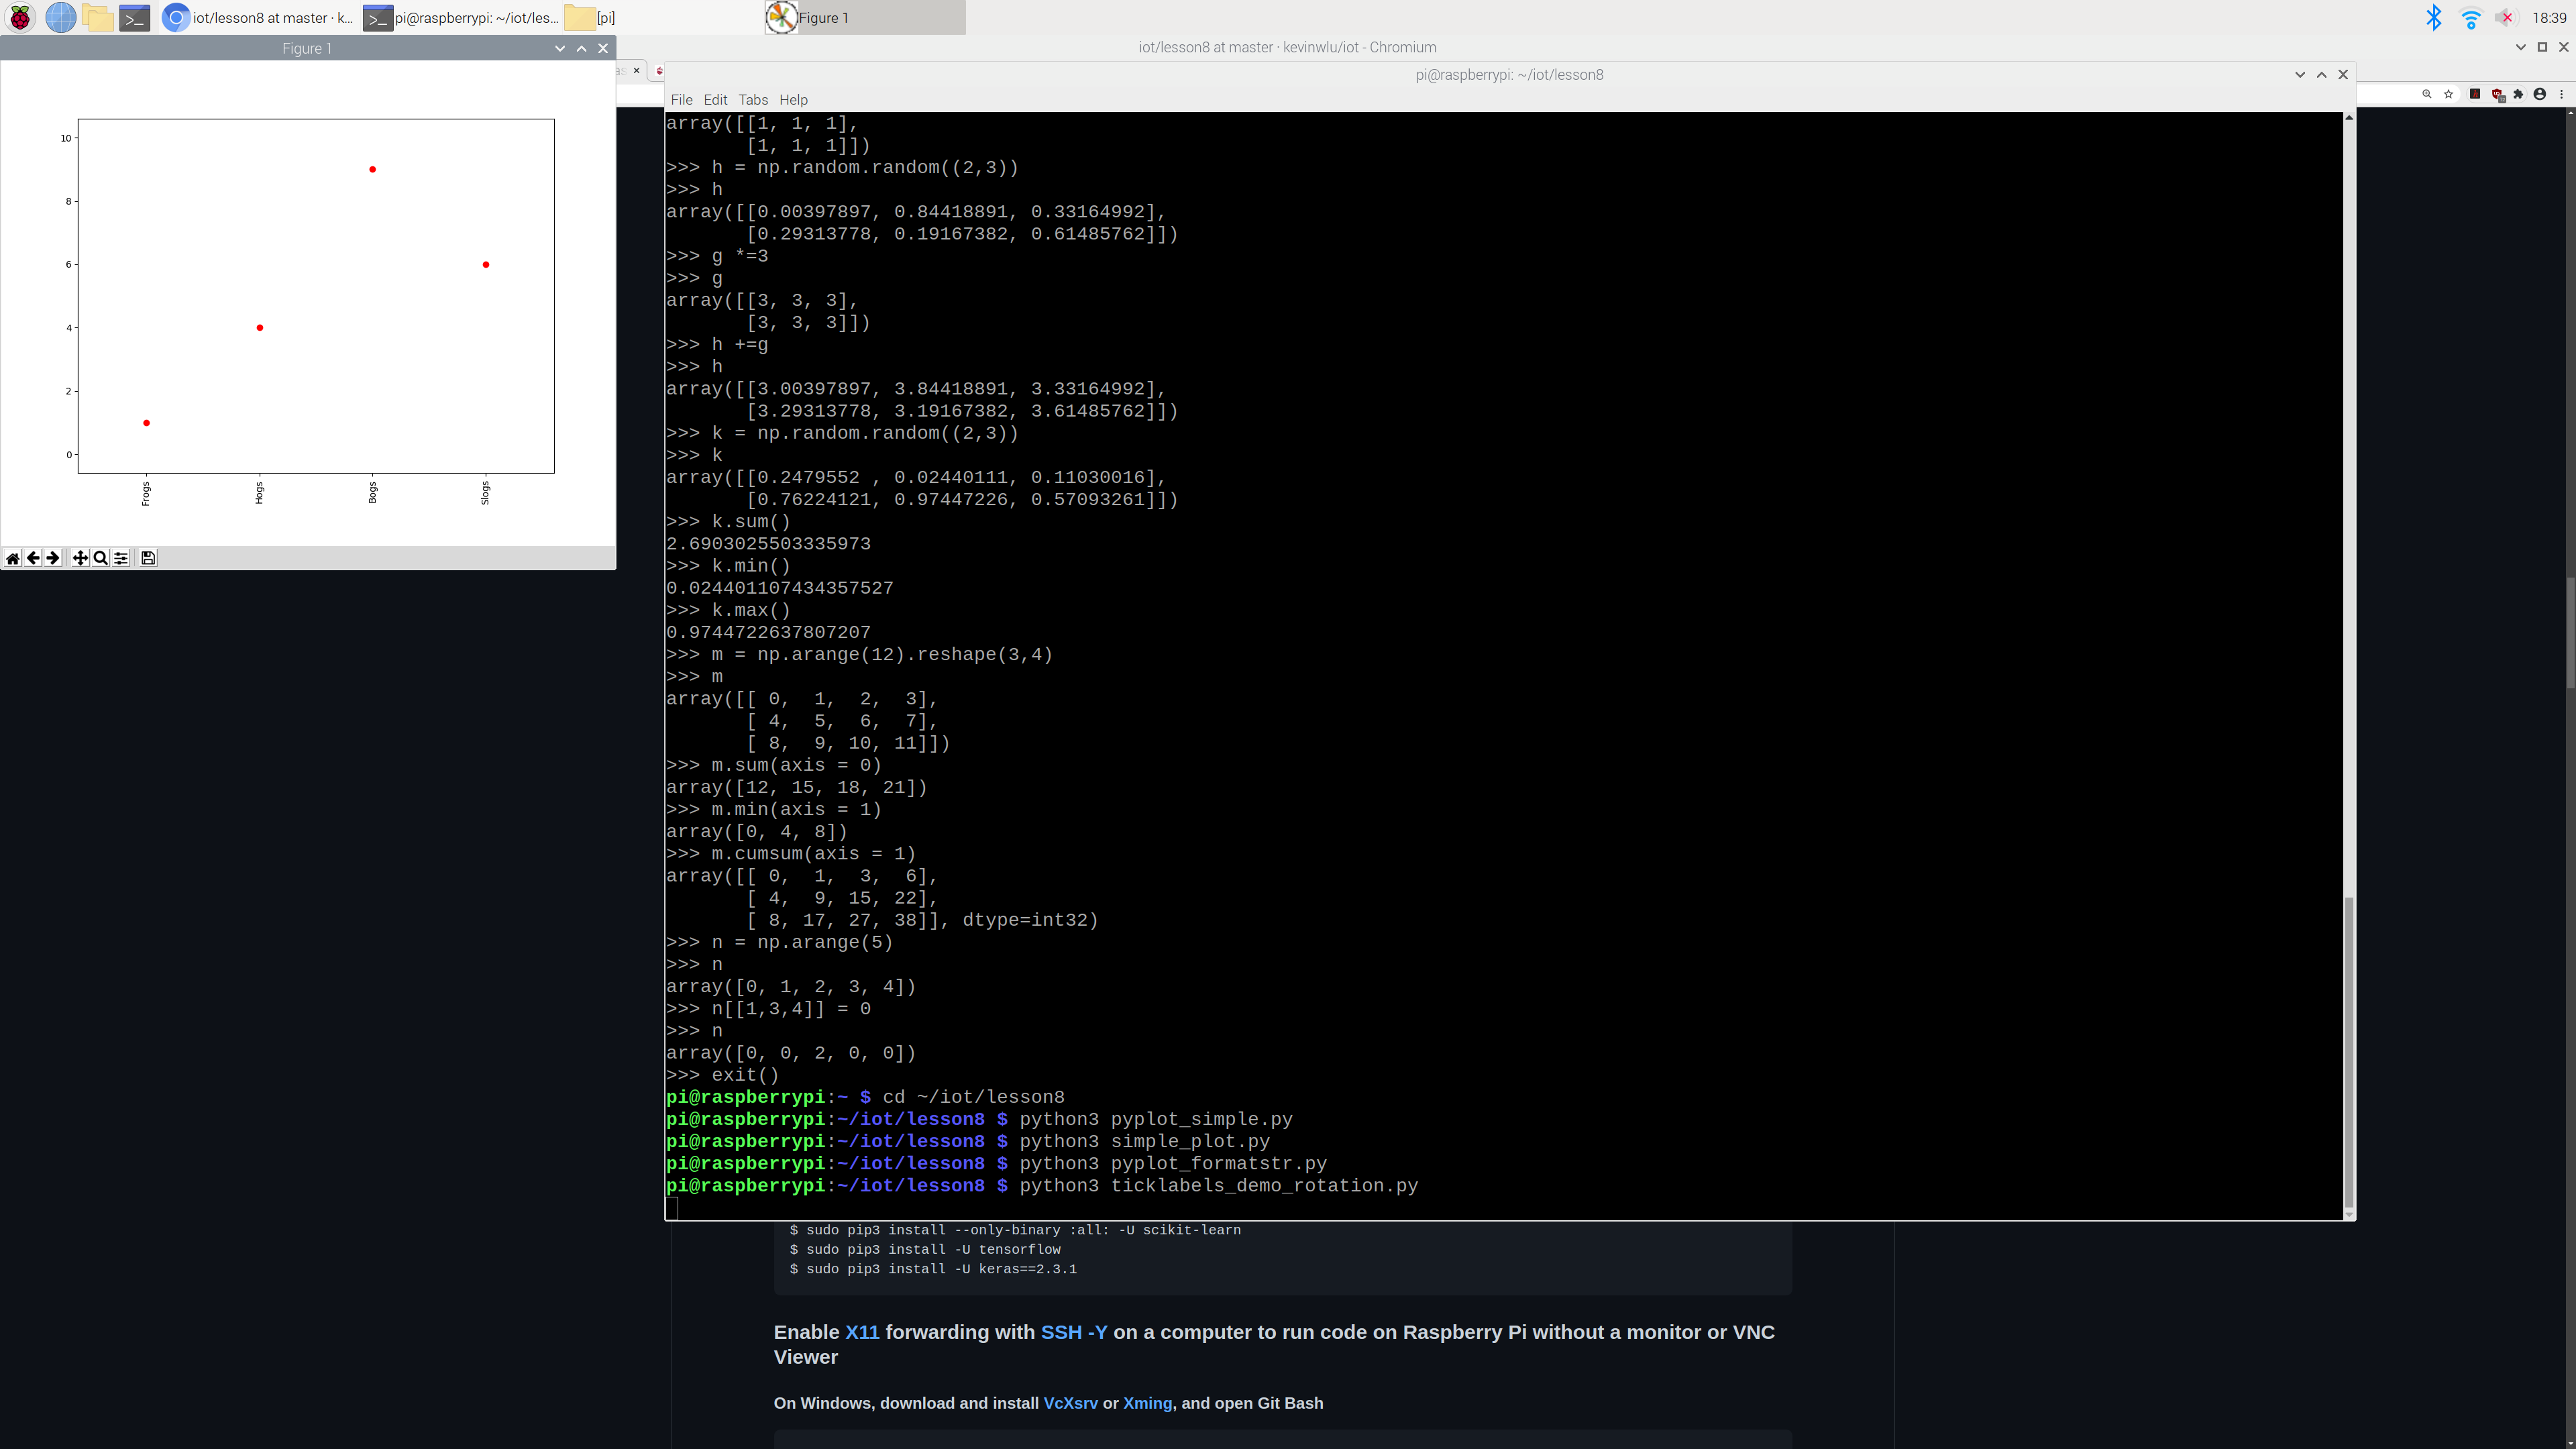 iot/lesson8 at master · k...
pi@raspberrypi: ~/iot/les...
[pi]
Figure 1
18:39
Figure 1
iot/lesson8 at master · kevinwlu/iot - Chromium
10
8
6
4
2
0
Frogs
Hogs
Bogs
Slogs
pi@raspberrypi: ~/iot/lesson8
File Edit Tabs Help
array([[1, 1, 1],
       [1, 1, 1]])
>>> h = np.random.random((2,3))
>>> h
array([[0.00397897, 0.84418891, 0.33164992],
       [0.29313778, 0.19167382, 0.61485762]])
>>> g *=3
>>> g
array([[3, 3, 3],
       [3, 3, 3]])
>>> h +=g
>>> h
array([[3.00397897, 3.84418891, 3.33164992],
       [3.29313778, 3.19167382, 3.61485762]])
>>> k = np.random.random((2,3))
>>> k
array([[0.2479552 , 0.02440111, 0.11030016],
       [0.76224121, 0.97447226, 0.57093261]])
>>> k.sum()
2.6903025503335973
>>> k.min()
0.024401107434357527
>>> k.max()
0.9744722637807207
>>> m = np.arange(12).reshape(3,4)
>>> m
array([[ 0,  1,  2,  3],
       [ 4,  5,  6,  7],
       [ 8,  9, 10, 11]])
>>> m.sum(axis = 0)
array([12, 15, 18, 21])
>>> m.min(axis = 1)
array([0, 4, 8])
>>> m.cumsum(axis = 1)
array([[ 0,  1,  3,  6],
       [ 4,  9, 15, 22],
       [ 8, 17, 27, 38]], dtype=int32)
>>> n = np.arange(5)
>>> n
array([0, 1, 2, 3, 4])
>>> n[[1,3,4]] = 0
>>> n
array([0, 0, 2, 0, 0])
>>> exit()
pi@raspberrypi:~ $ cd ~/iot/lesson8
pi@raspberrypi:~/iot/lesson8 $ python3 pyplot_simple.py
pi@raspberrypi:~/iot/lesson8 $ python3 simple_plot.py
pi@raspberrypi:~/iot/lesson8 $ python3 pyplot_formatstr.py
pi@raspberrypi:~/iot/lesson8 $ python3 ticklabels_demo_rotation.py
$ sudo pip3 install --only-binary :all: -U scikit-learn
$ sudo pip3 install -U tensorflow
$ sudo pip3 install -U keras==2.3.1
Enable X11 forwarding with SSH -Y on a computer to run code on Raspberry Pi without a monitor or VNC
Viewer
On Windows, download and install VcXsrv or Xming, and open Git Bash